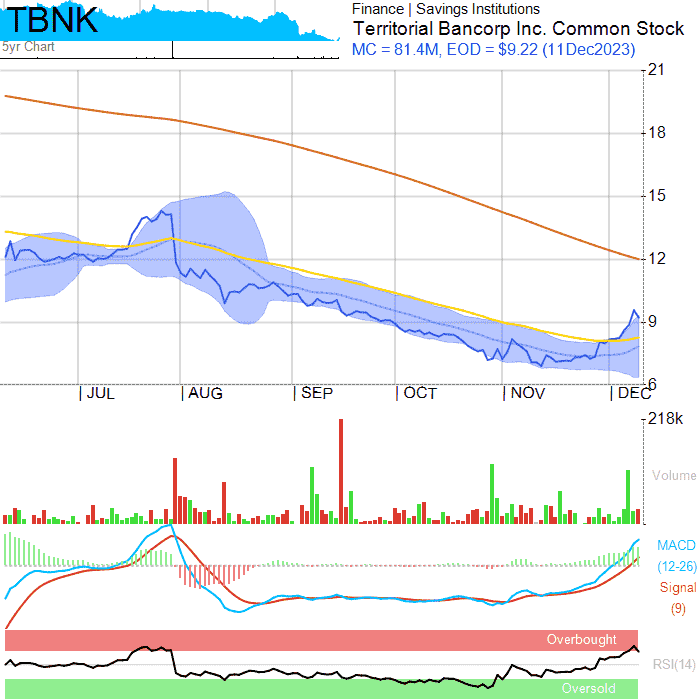 TBNK
5yr Chart
Finance | Savings Institutions
Territorial Bancorp Inc. Common Stock
MC = 81.4M, EOD = $9.22 (11Dec2023)
21
18
15
12
9
6
JUL AUG SEP OCT NOV DEC
218k
Volume
MACD
(12-26)
Signal
(9)
Overbought
RSI(14)
Oversold